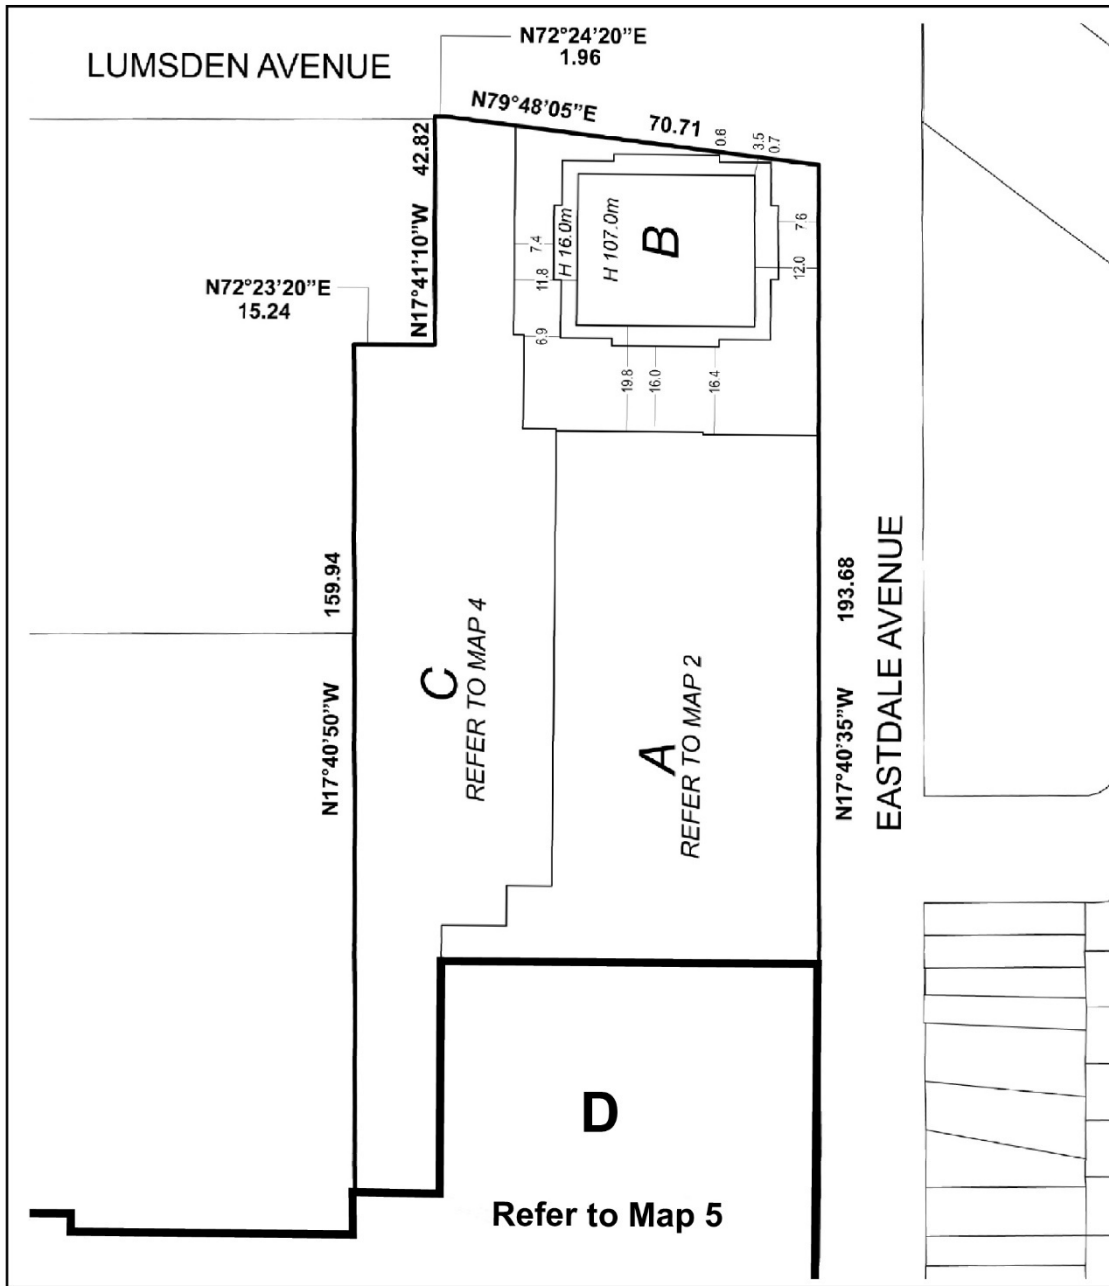 N72°24'20"E
1.96
LUMSDEN AVENUE
N79°48'05"E 70.71
0.6
3.5
0.7
N17°41'10"W 42.82
7.4
11.8
H 16.0m
H 107.0m
B
7.6
12.0
N72°23'20"E
15.24
6.9
19.8
16.0
16.4
N17°40'50"W 159.94
C
REFER TO MAP 4
A
REFER TO MAP 2
N17°40'35"W 193.68
EASTDALE AVENUE
D
Refer to Map 5